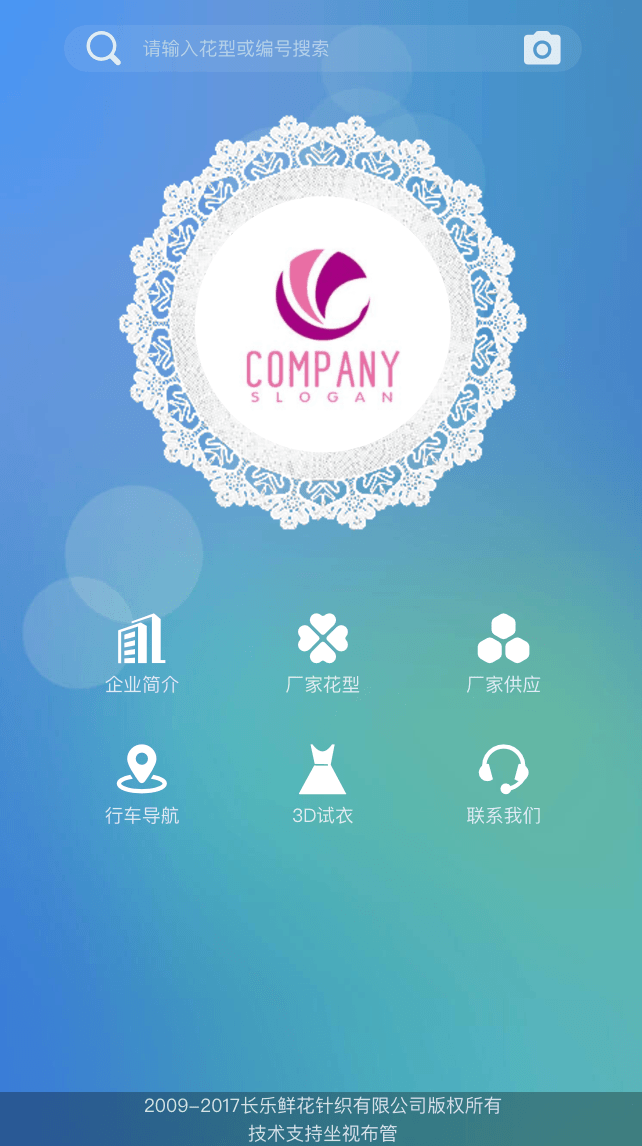 请输入花型或编号搜索
COMPANY
SLOGAN
企业简介
厂家花型
厂家供应
行车导航
3D试衣
联系我们
2009-2017长乐鲜花针织有限公司版权所有
技术支持坐视布管